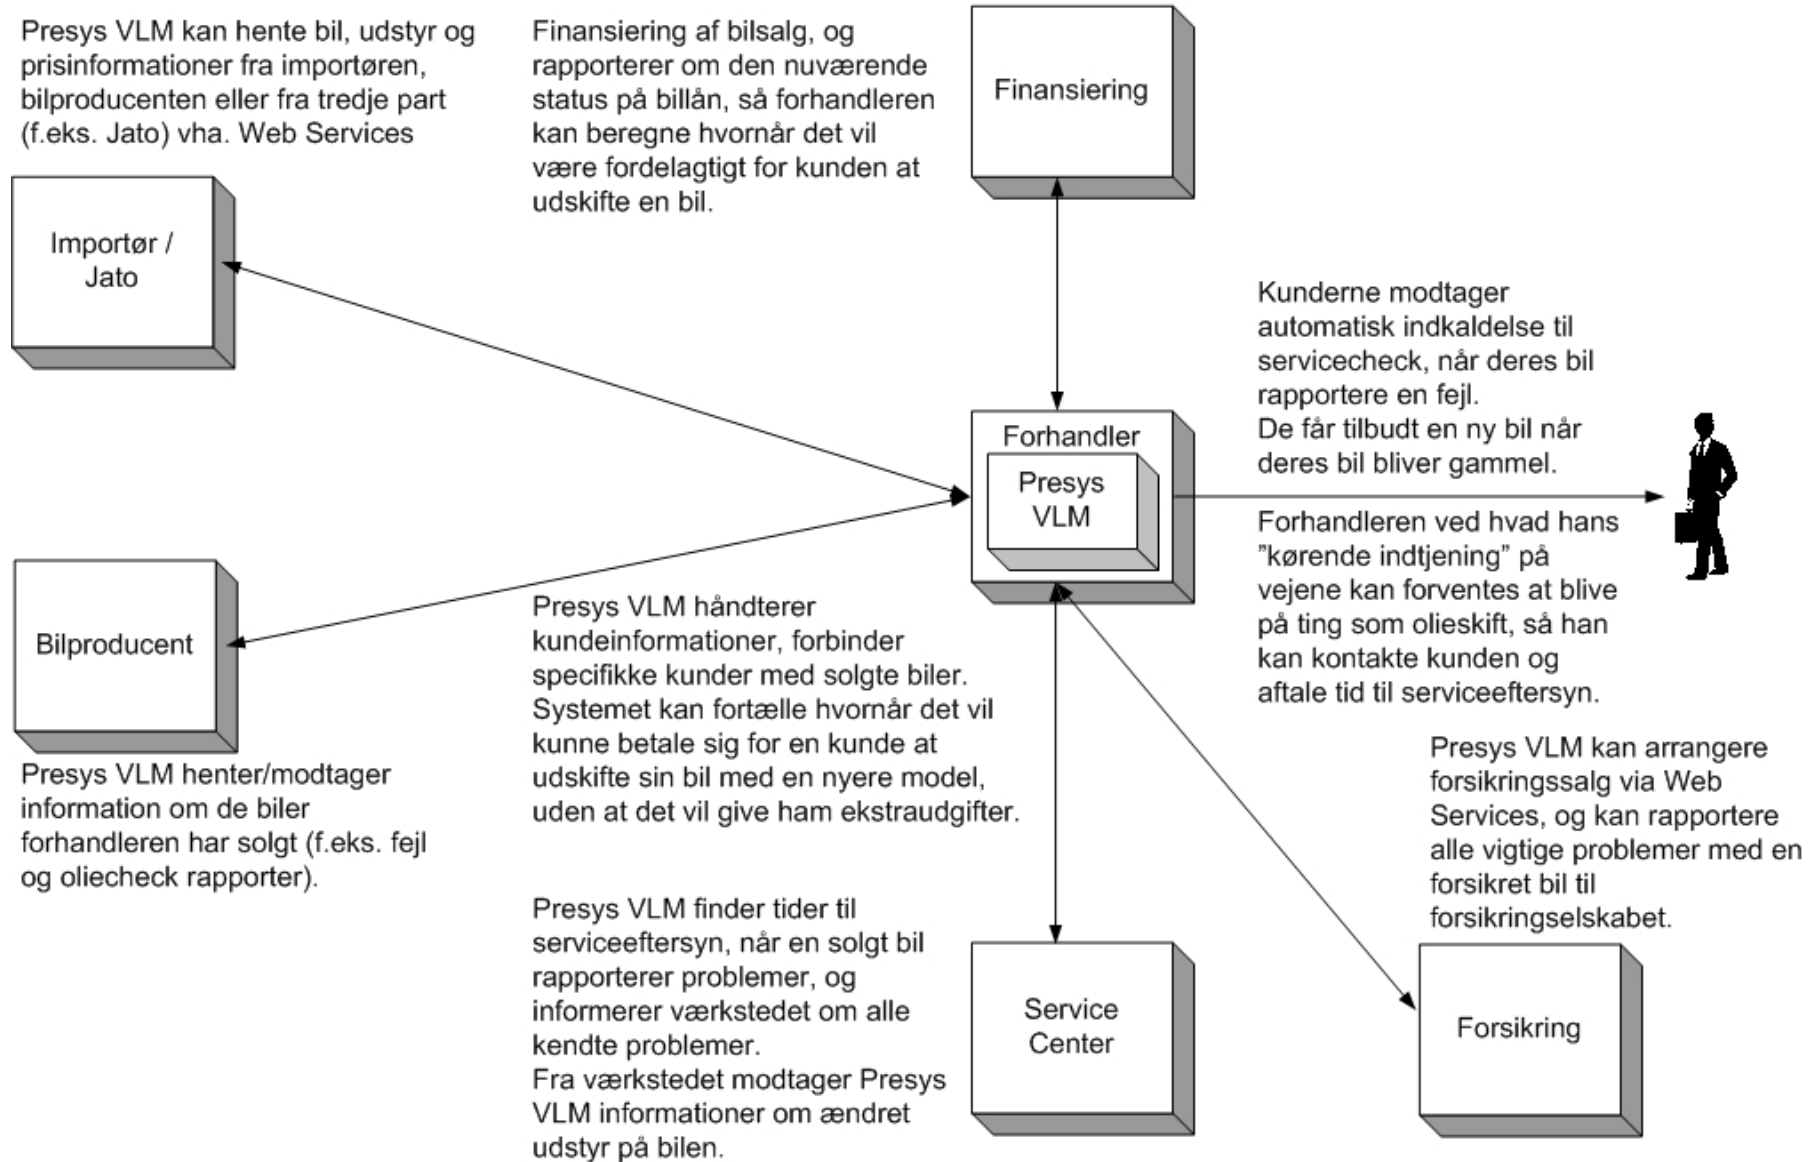 Presys VLM kan hente bil, udstyr og
prisinformationer fra importøren,
bilproducenten eller fra tredje part
(f.eks. Jato) vha. Web Services
Finansiering af bilsalg, og
rapporterer om den nuværende
status på billån, så forhandleren
kan beregne hvornår det vil
være fordelagtigt for kunden at
udskifte en bil.
Finansiering
Importør /
Jato
Kunderne modtager
automatisk indkaldelse til
servicecheck, når deres bil
rapportere en fejl.
De får tilbudt en ny bil når
deres bil bliver gammel.
Forhandler
Presys
VLM
Forhandleren ved hvad hans
”kørende indtjening” på
vejene kan forventes at blive
på ting som olieskift, så han
kan kontakte kunden og
aftale tid til serviceeftersyn.
Bilproducent
Presys VLM håndterer
kundeinformationer, forbinder
specifikke kunder med solgte biler.
Systemet kan fortælle hvornår det vil
kunne betale sig for en kunde at
udskifte sin bil med en nyere model,
uden at det vil give ham ekstraudgifter.
Presys VLM henter/modtager
information om de biler
forhandleren har solgt (f.eks. fejl
og oliecheck rapporter).
Presys VLM kan arrangere
forsikringssalg via Web
Services, og kan rapportere
alle vigtige problemer med en
forsikret bil til
forsikringselskabet.
Presys VLM finder tider til
serviceeftersyn, når en solgt bil
rapporterer problemer, og
informerer værkstedet om alle
kendte problemer.
Fra værkstedet modtager Presys
VLM informationer om ændret
udstyr på bilen.
Service
Center
Forsikring